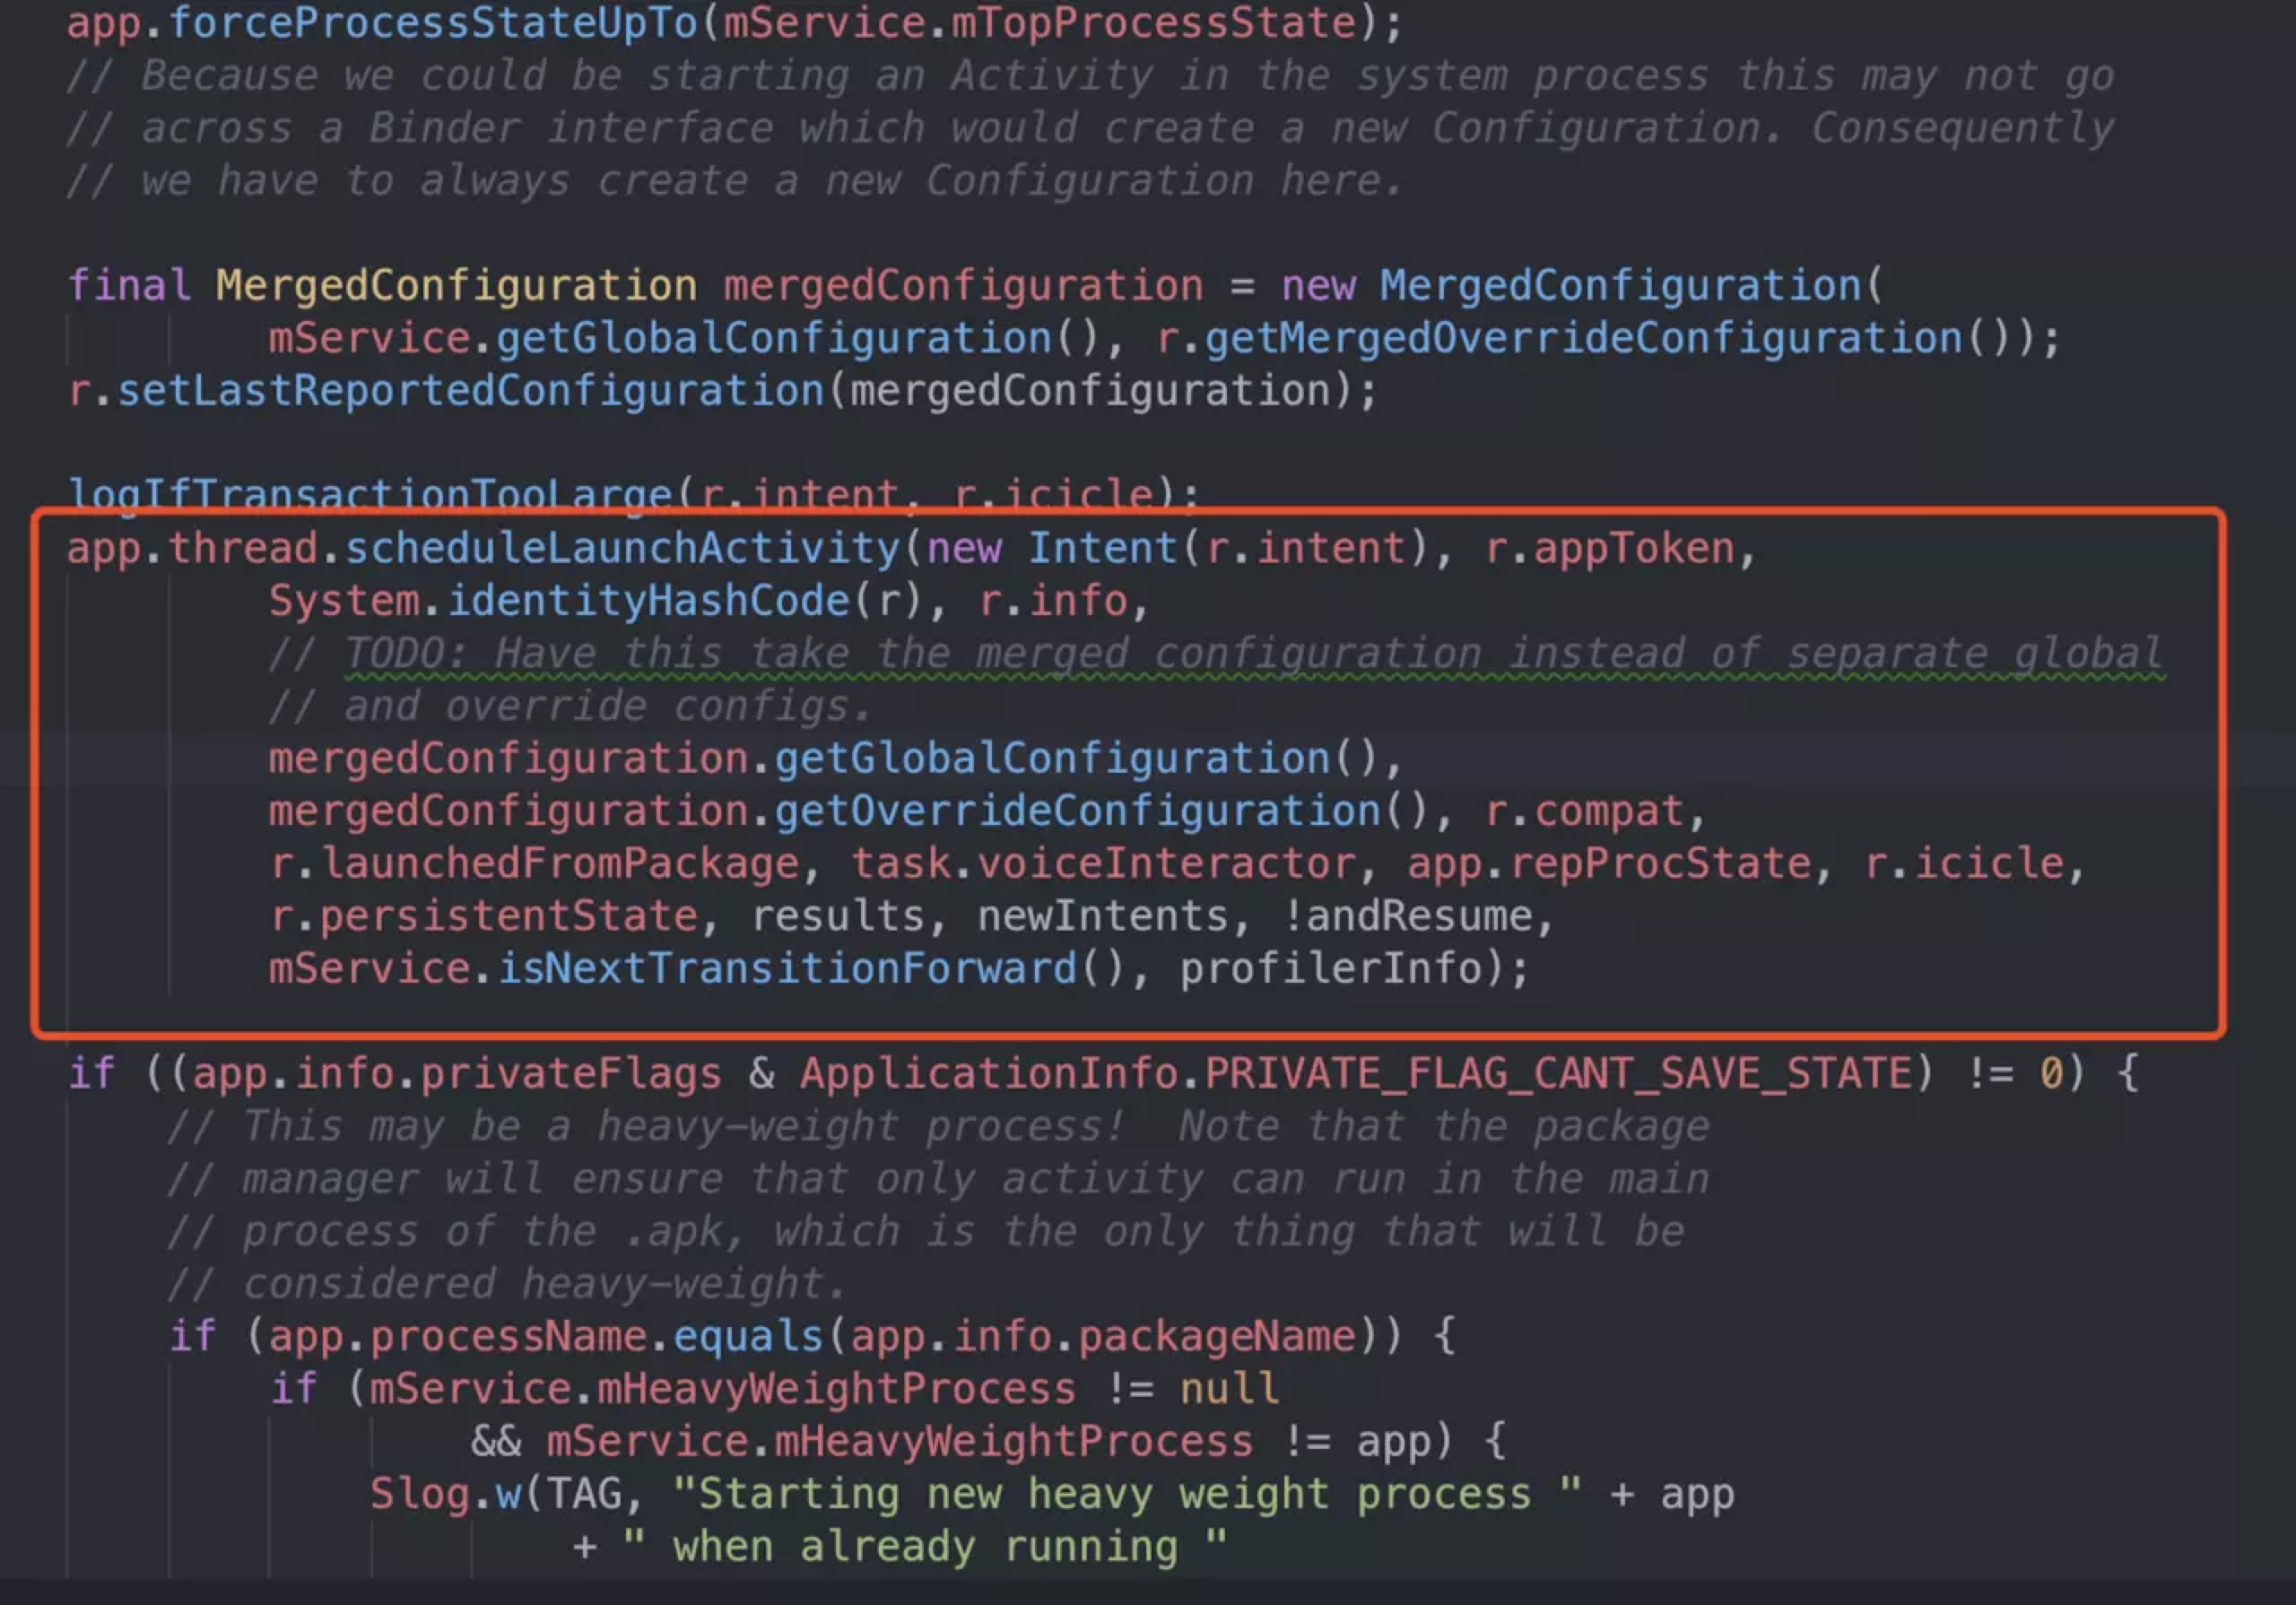 app.forceProcessStateUpTo(mService.mTopProcessState);
// Because we could be starting an Activity in the system process this may not go
// across a Binder interface which would create a new Configuration. Consequently
// we have to always create a new Configuration here.
final MergedConfiguration mergedConfiguration = new MergedConfiguration(
mService.getGlobalConfiguration(), r.getMergedOverrideConfiguration());
r.setLastReportedConfiguration(mergedConfiguration);
logIfTransactionTooLarge(r.intent, r.icicle);
app.thread.scheduleLaunchActivity(new Intent(r.intent), r.appToken,
System.identityHashCode(r), r.info,
// TODO: Have this take the merged configuration instead of separate global
// and override configs.
mergedConfiguration.getGlobalConfiguration(),
mergedConfiguration.getOverrideConfiguration(), r.compat,
r.launchedFromPackage, task.voiceInteractor, app.repProcState, r.icicle,
r.persistentState, results, newIntents, !andResume,
mService.isNextTransitionForward(), profilerInfo);
if ((app.info.privateFlags & ApplicationInfo.PRIVATE_FLAG_CANT_SAVE_STATE) != 0) {
// This may be a heavy-weight process!  Note that the package
// manager will ensure that only activity can run in the main
// process of the .apk, which is the only thing that will be
// considered heavy-weight.
if (app.processName.equals(app.info.packageName)) {
if (mService.mHeavyWeightProcess != null
&& mService.mHeavyWeightProcess != app) {
Slog.w(TAG, "Starting new heavy weight process " + app
+ " when already running "